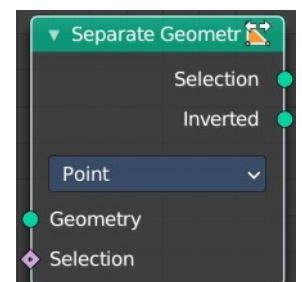 Separate Geometr
Selection
Inverted
Point
Geometry
Selection